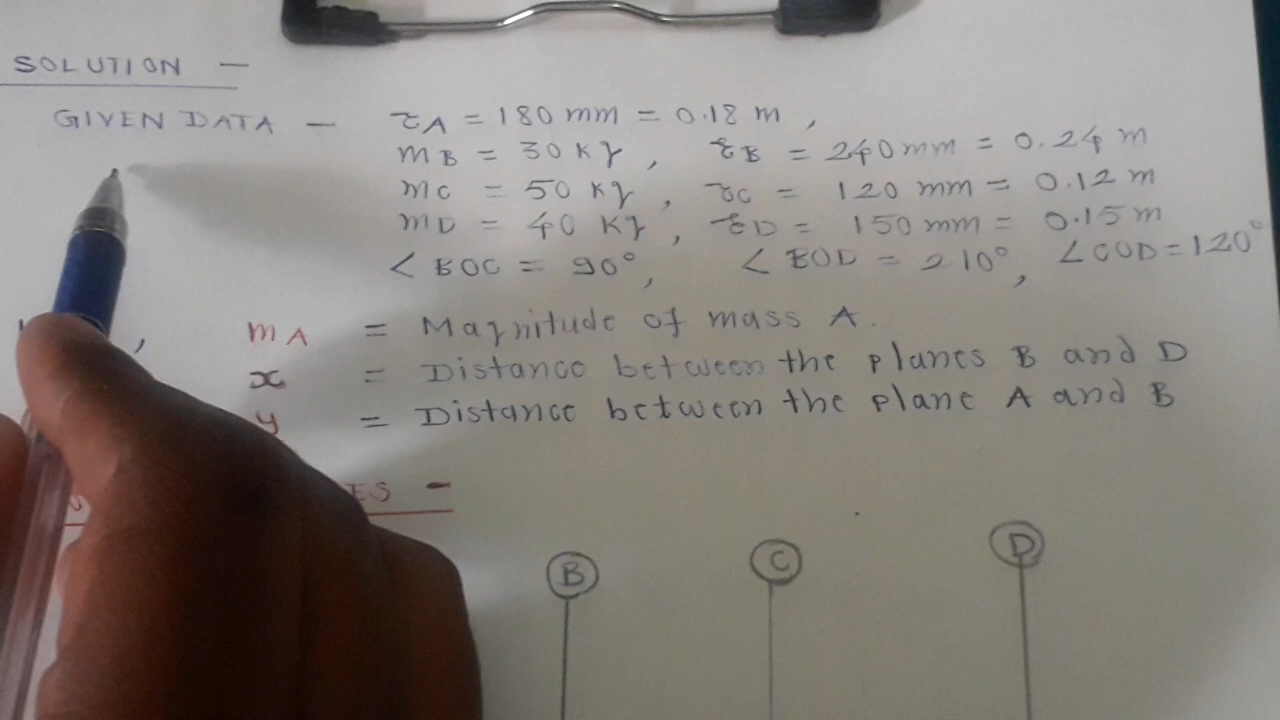 SOLUTION -
GIVEN DATA - rA = 180 mm = 0.18 m,
mB = 30 Kg, rB = 240 mm = 0.24 m
mC = 50 Kg, rC = 120 mm = 0.12 m
mD = 40 Kg, rD = 150 mm = 0.15 m
< BOC = 90°, < BOD = 210°, <COD = 120°
, mA = Magnitude of mass A.
x = Distance between the planes B and D
y = Distance between the plane A and B
ES -
B C D